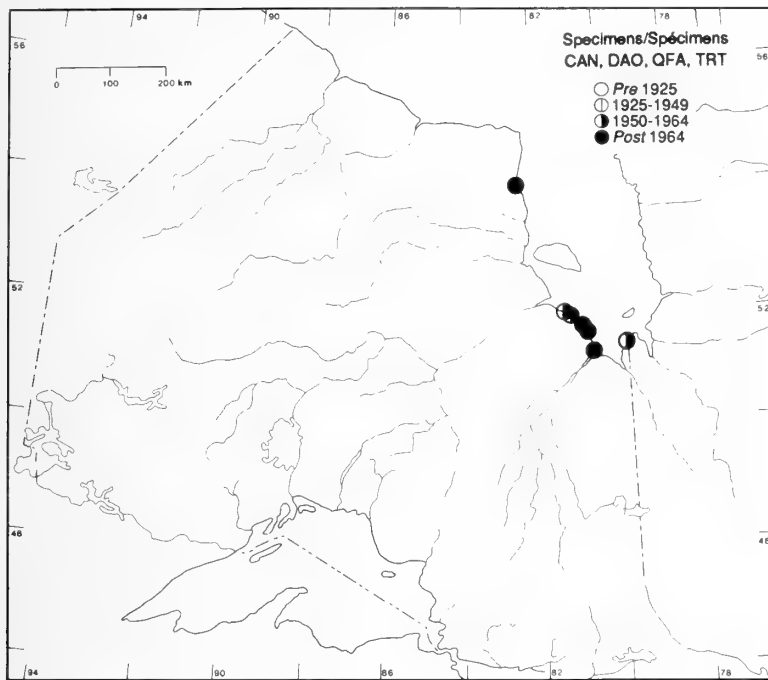 94 90 86 82 78
56
56
Specimens/Spécimens
CAN, DAO, QFA, TRT
Pre 1925
1925-1949
1950-1964
Post 1964
0 100 200 km
52
52
48
48
94 90 86 82 78